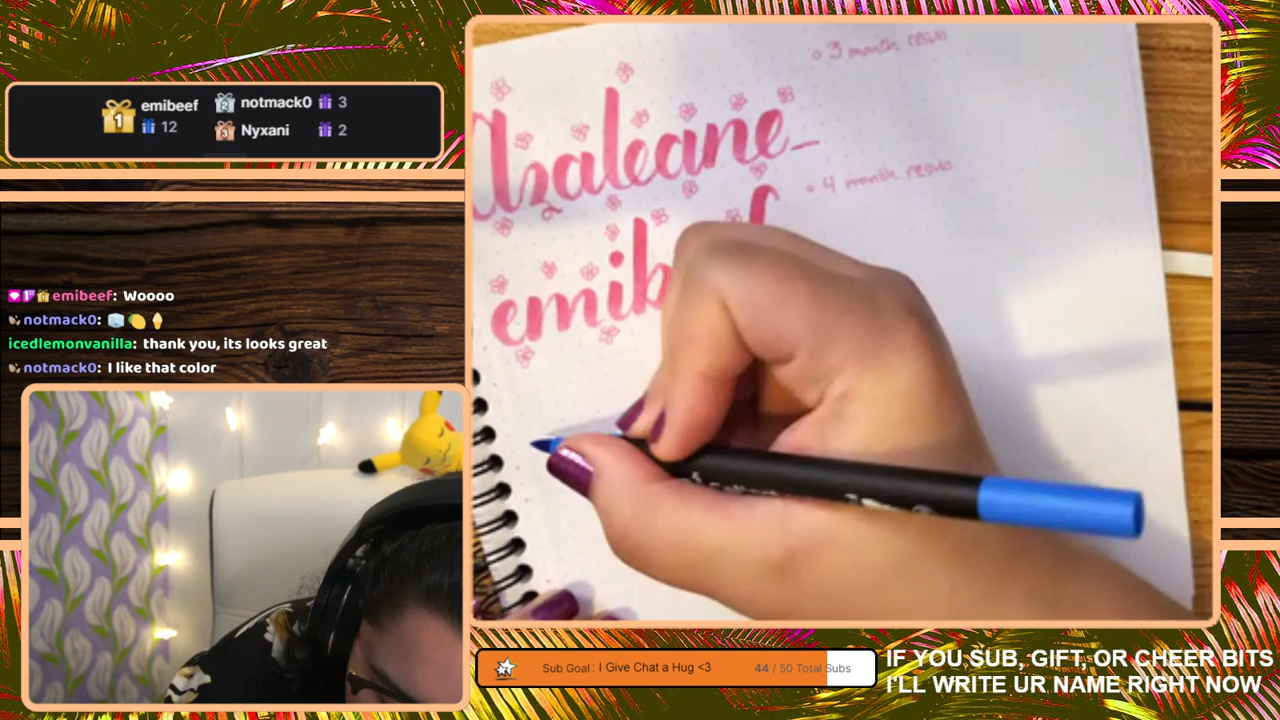 emibeef 12
notmack0 3
Nyxani 2
emibeef: Woooo
notmack0:
icedlemonvanilla: thank you, its looks great
notmack0: I like that color
3 month resub
Azaleane_
4 month resub
emib f
Sub Goal : I Give Chat a Hug <3 44 / 50 Total Subs
IF YOU SUB, GIFT OR CHEER BITS
I'LL WRITE UR NAME RIGHT NOW